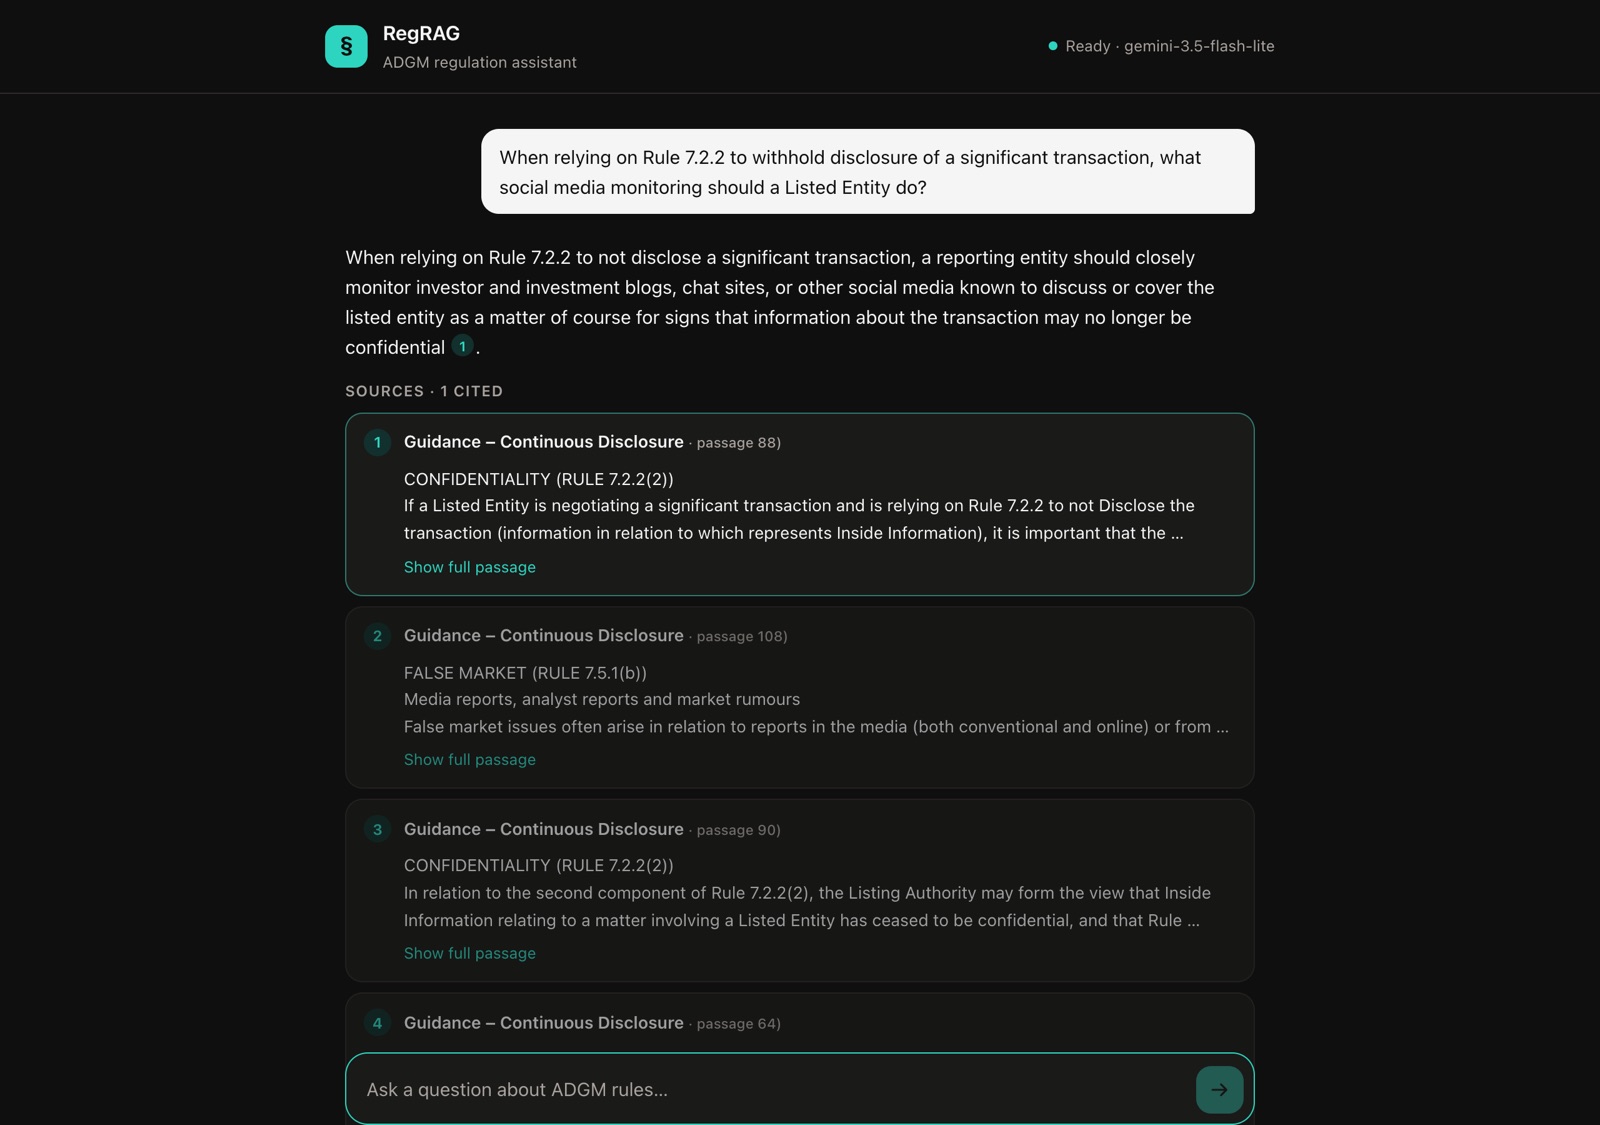 §
RegRAG
ADGM regulation assistant
Ready · gemini-3.5-flash-lite
When relying on Rule 7.2.2 to withhold disclosure of a significant transaction, what
social media monitoring should a Listed Entity do?
When relying on Rule 7.2.2 to not disclose a significant transaction, a reporting entity should closely
monitor investor and investment blogs, chat sites, or other social media known to discuss or cover the
listed entity as a matter of course for signs that information about the transaction may no longer be
confidential 1 .
SOURCES · 1 CITED
1 Guidance – Continuous Disclosure · passage 88)
CONFIDENTIALITY (RULE 7.2.2(2))
If a Listed Entity is negotiating a significant transaction and is relying on Rule 7.2.2 to not Disclose the
transaction (information in relation to which represents Inside Information), it is important that the ...
Show full passage
2 Guidance – Continuous Disclosure · passage 108)
FALSE MARKET (RULE 7.5.1(b))
Media reports, analyst reports and market rumours
False market issues often arise in relation to reports in the media (both conventional and online) or from ...
Show full passage
3 Guidance – Continuous Disclosure · passage 90)
CONFIDENTIALITY (RULE 7.2.2(2))
In relation to the second component of Rule 7.2.2(2), the Listing Authority may form the view that Inside
Information relating to a matter involving a Listed Entity has ceased to be confidential, and that Rule ...
Show full passage
4 Guidance – Continuous Disclosure · passage 64)
Ask a question about ADGM rules...